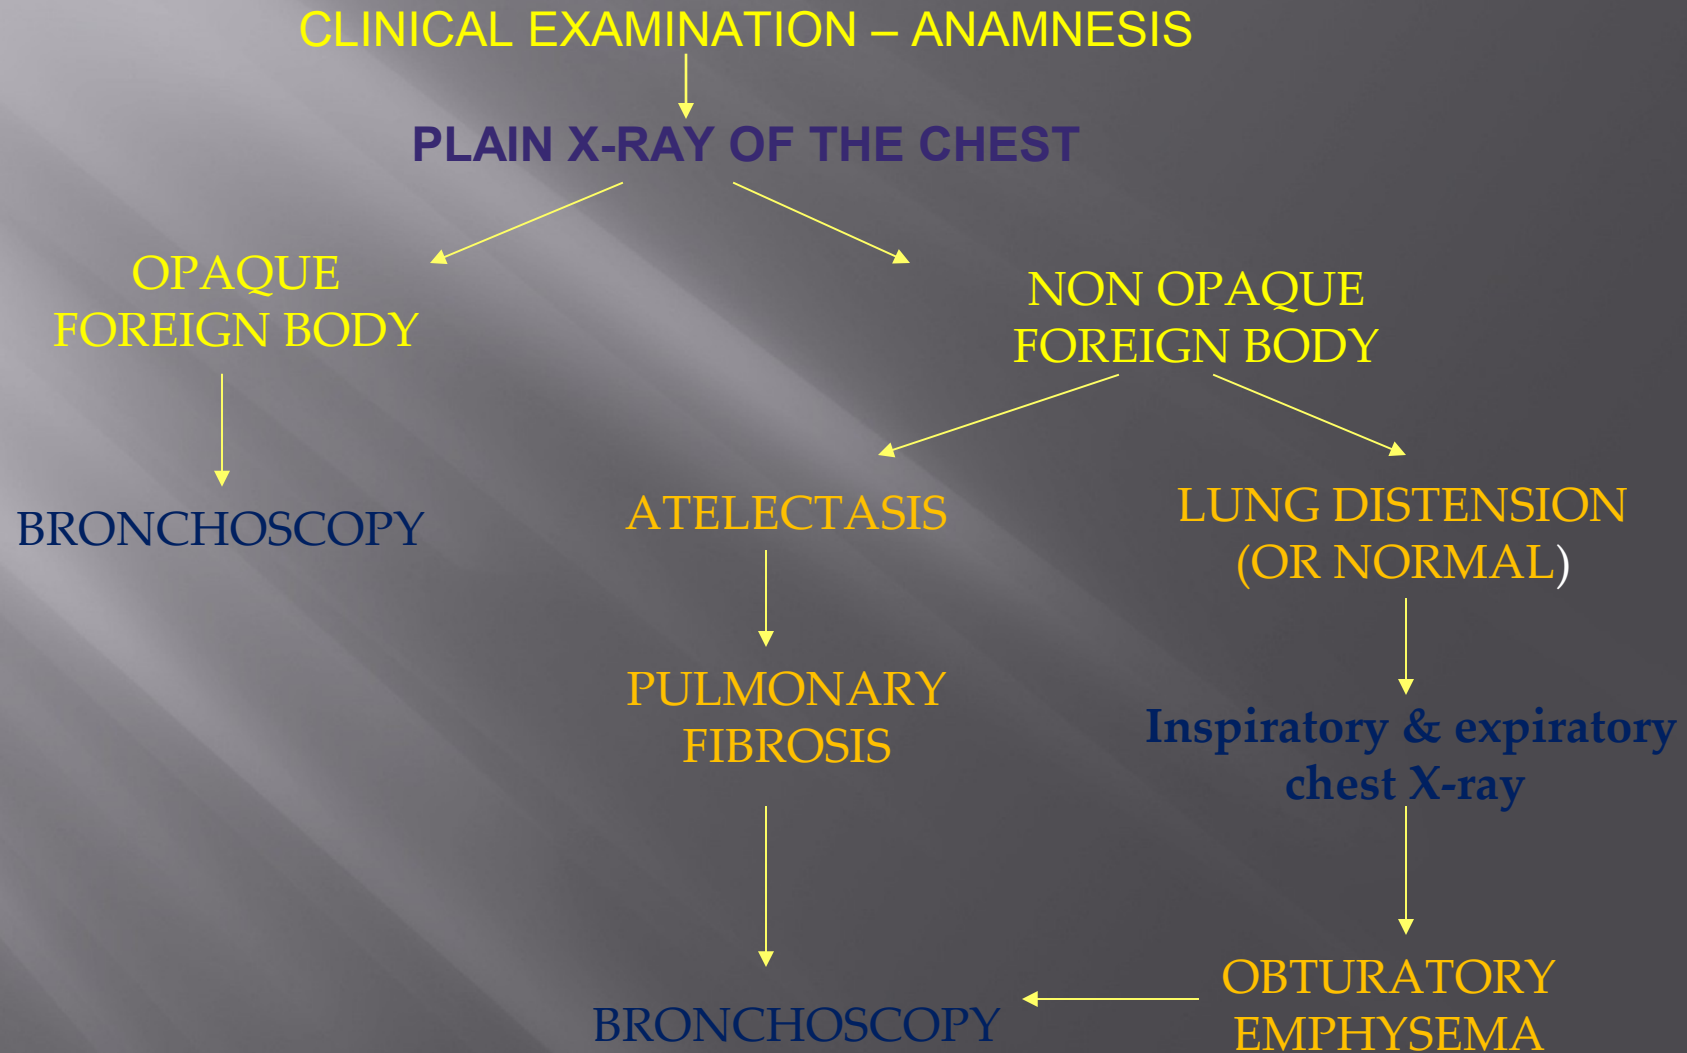 CLINICAL EXAMINATION – ANAMNESIS
PLAIN X-RAY OF THE CHEST
OPAQUE
FOREIGN BODY
NON OPAQUE
FOREIGN BODY
BRONCHOSCOPY
ATELECTASIS
LUNG DISTENSION
(OR NORMAL)
PULMONARY
FIBROSIS
Inspiratory & expiratory
chest X-ray
BRONCHOSCOPY
OBTURATORY
EMPHYSEMA